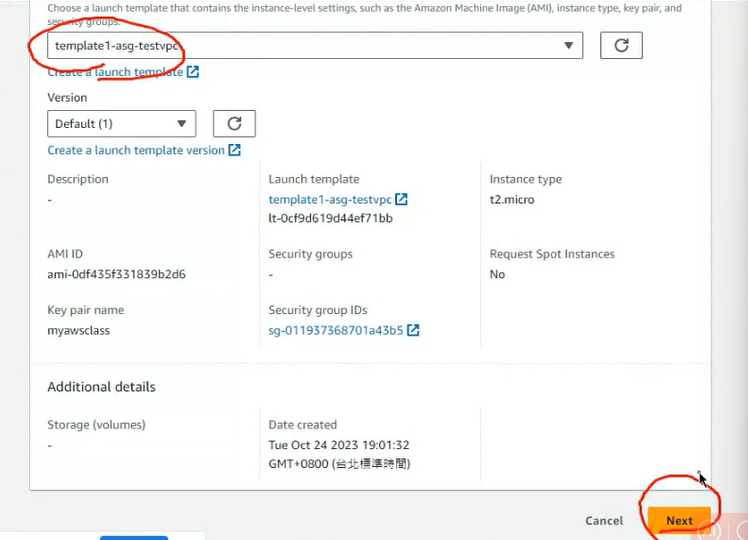 Choose a launch template that contains the instance-level settings, such as the Amazon Machine Image (AMI), instance type, key pair, and
security groups.
template1-asg-testvpc
Create a launch template
Version
Default (1)
Create a launch template version
Description
-
Launch template
template1-asg-testvpc
lt-0cf9d619d44ef71bb
Instance type
t2.micro
AMI ID
ami-0df435f331839b2d6
Security groups
-
Request Spot Instances
No
Key pair name
myawsclass
Security group IDs
sg-011937368701a43b5
Additional details
Storage (volumes)
-
Date created
Tue Oct 24 2023 19:01:32
GMT+0800 (台北標準時間)
Cancel
Next